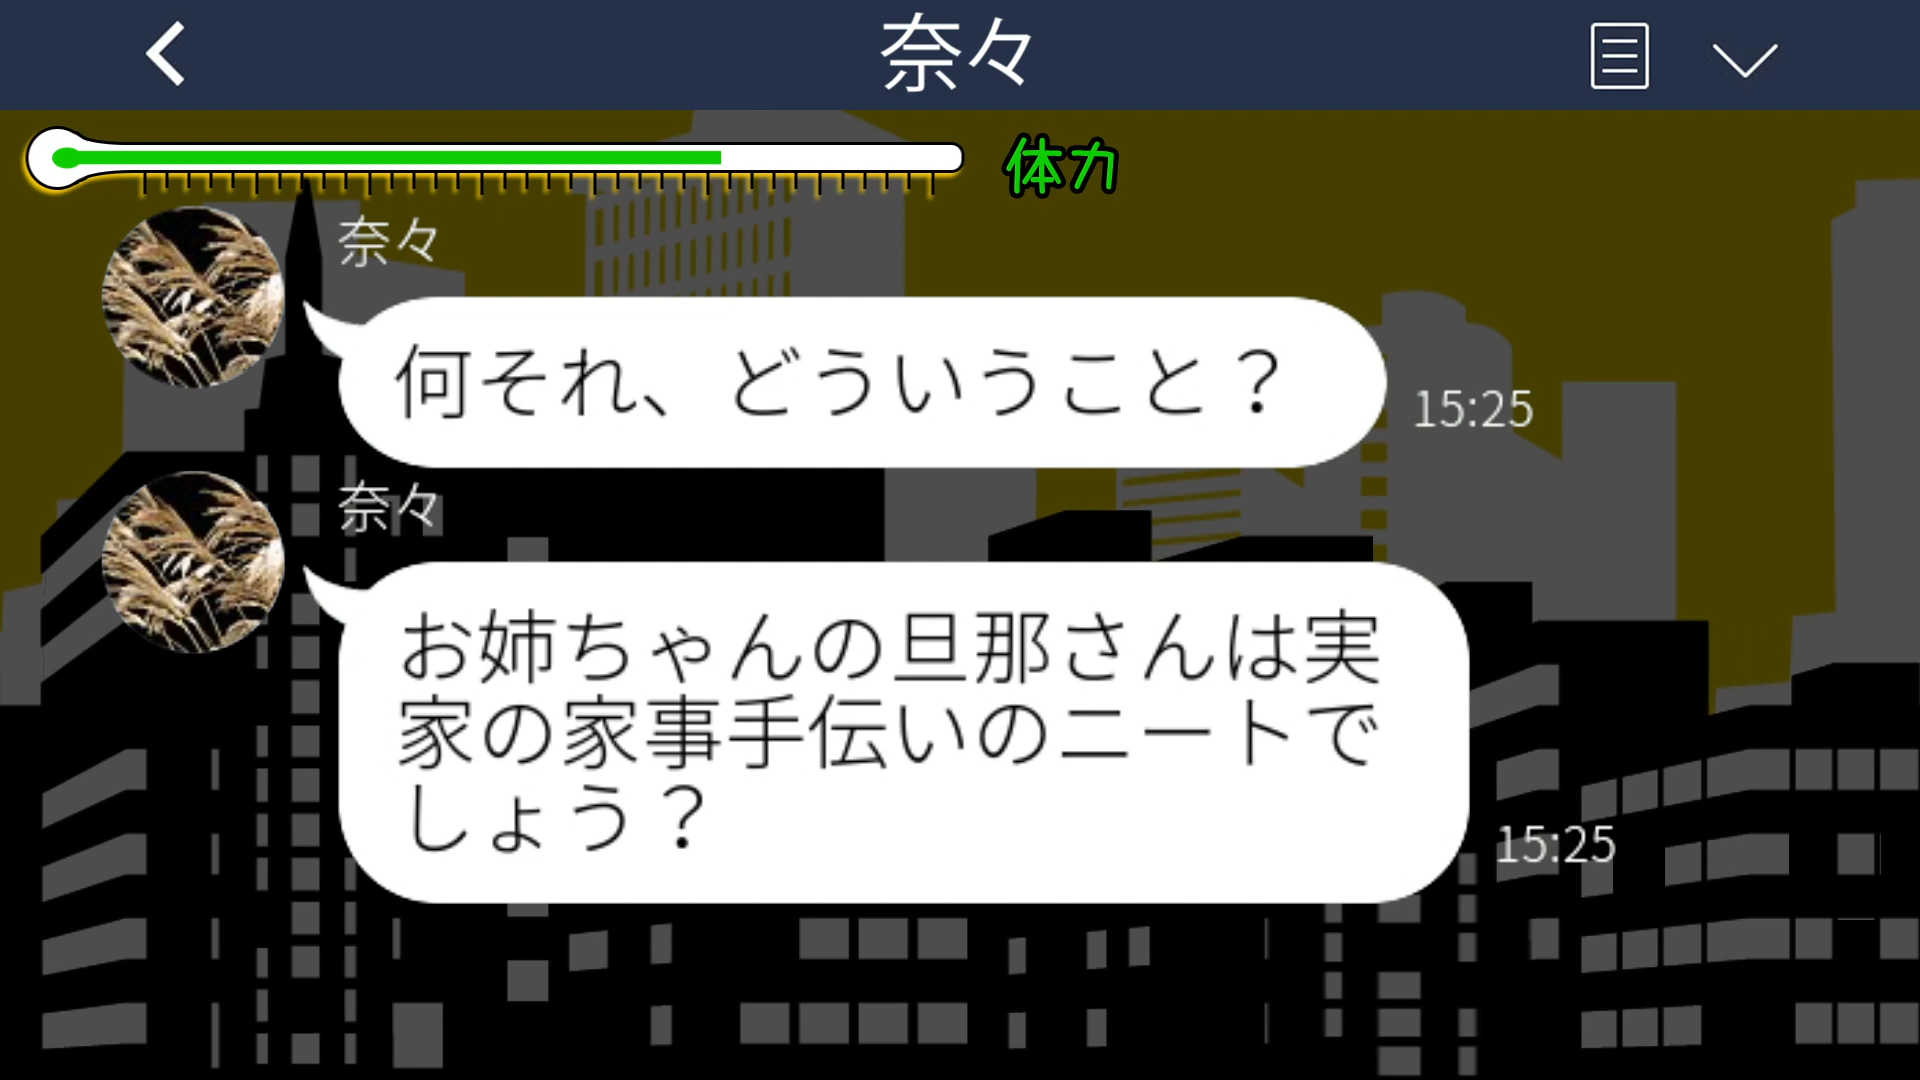 奈々
体力
奈々
何それ、どういうこと？
15:25
奈々
お姉ちゃんの旦那さんは実
家の家事手伝いのニートで
しょう？
15:25